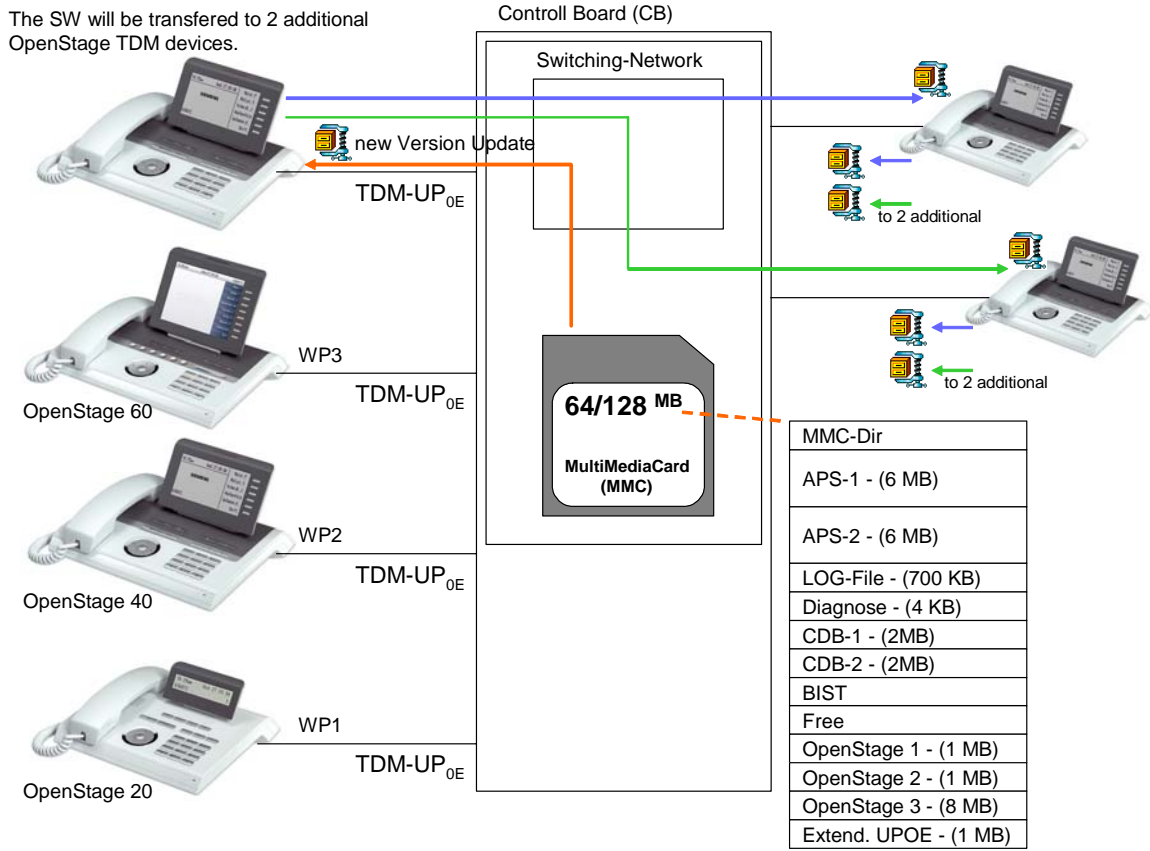 The SW will be transfered to 2 additional
OpenStage TDM devices.
Controll Board (CB)
Switching-Network
new Version Update
TDM-UP0E
to 2 additional
WP3
TDM-UP0E
OpenStage 60
to 2 additional
64/128 MB
MultiMediaCard
(MMC)
WP2
TDM-UP0E
OpenStage 40
WP1
TDM-UP0E
OpenStage 20
MMC-Dir
APS-1 - (6 MB)
APS-2 - (6 MB)
LOG-File - (700 KB)
Diagnose - (4 KB)
CDB-1 - (2MB)
CDB-2 - (2MB)
BIST
Free
OpenStage 1 - (1 MB)
OpenStage 2 - (1 MB)
OpenStage 3 - (8 MB)
Extend. UPOE - (1 MB)